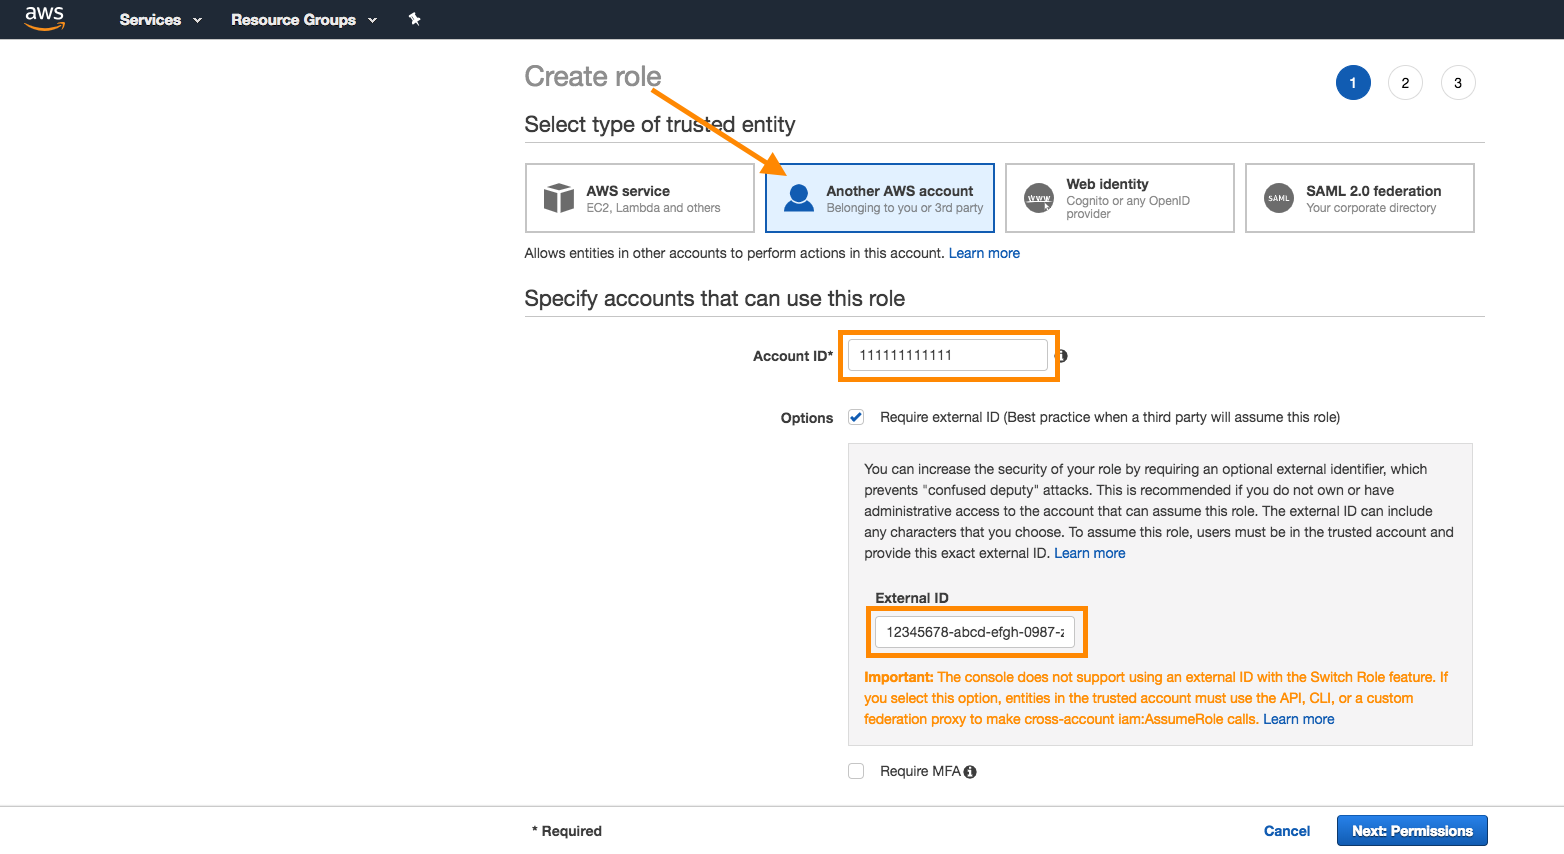 aws Services Resource Groups
Create role
1 2 3
Select type of trusted entity
AWS service
EC2, Lambda and others
Another AWS account
Belonging to you or 3rd party
www
Web identity
Cognito or any OpenID
provider
SAML
SAML 2.0 federation
Your corporate directory
Allows entities in other accounts to perform actions in this account. Learn more
Specify accounts that can use this role
Account ID* 111111111111
Options Require external ID (Best practice when a third party will assume this role)
You can increase the security of your role by requiring an optional external identifier, which
prevents "confused deputy" attacks. This is recommended if you do not own or have
administrative access to the account that can assume this role. The external ID can include
any characters that you choose. To assume this role, users must be in the trusted account and
provide this exact external ID. Learn more
External ID
12345678-abcd-efgh-0987-z
Important: The console does not support using an external ID with the Switch Role feature. If
you select this option, entities in the trusted account must use the API, CLI, or a custom
federation proxy to make cross-account iam:AssumeRole calls. Learn more
Require MFA
* Required
Cancel
Next: Permissions